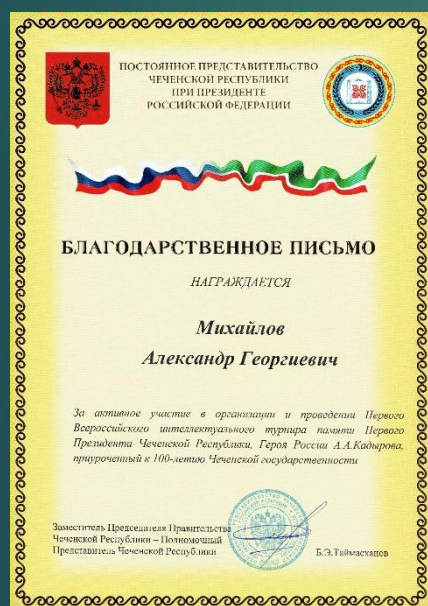 ПОСТОЯННОЕ ПРЕДСТАВИТЕЛЬСТВО
ЧЕЧЕНСКОЙ РЕСПУБЛИКИ
ПРИ ПРЕЗИДЕНТЕ
РОССИЙСКОЙ ФЕДЕРАЦИИ
БЛАГОДАРСТВЕННОЕ ПИСЬМО
НАГРАЖДАЕТСЯ
Михайлов
Александр Георгиевич
За активное участие в организации и проведении Первого
Всероссийского интеллектуального турнира памяти Первого
Президента Чеченской Республики, Героя России А.А.Кадырова,
приуроченный к 100-летию Чеченской государственности
Заместитель Председателя Правительства
Чеченской Республики – Полномочный
Представитель Чеченской Республики
Б.Э.Таймасханов